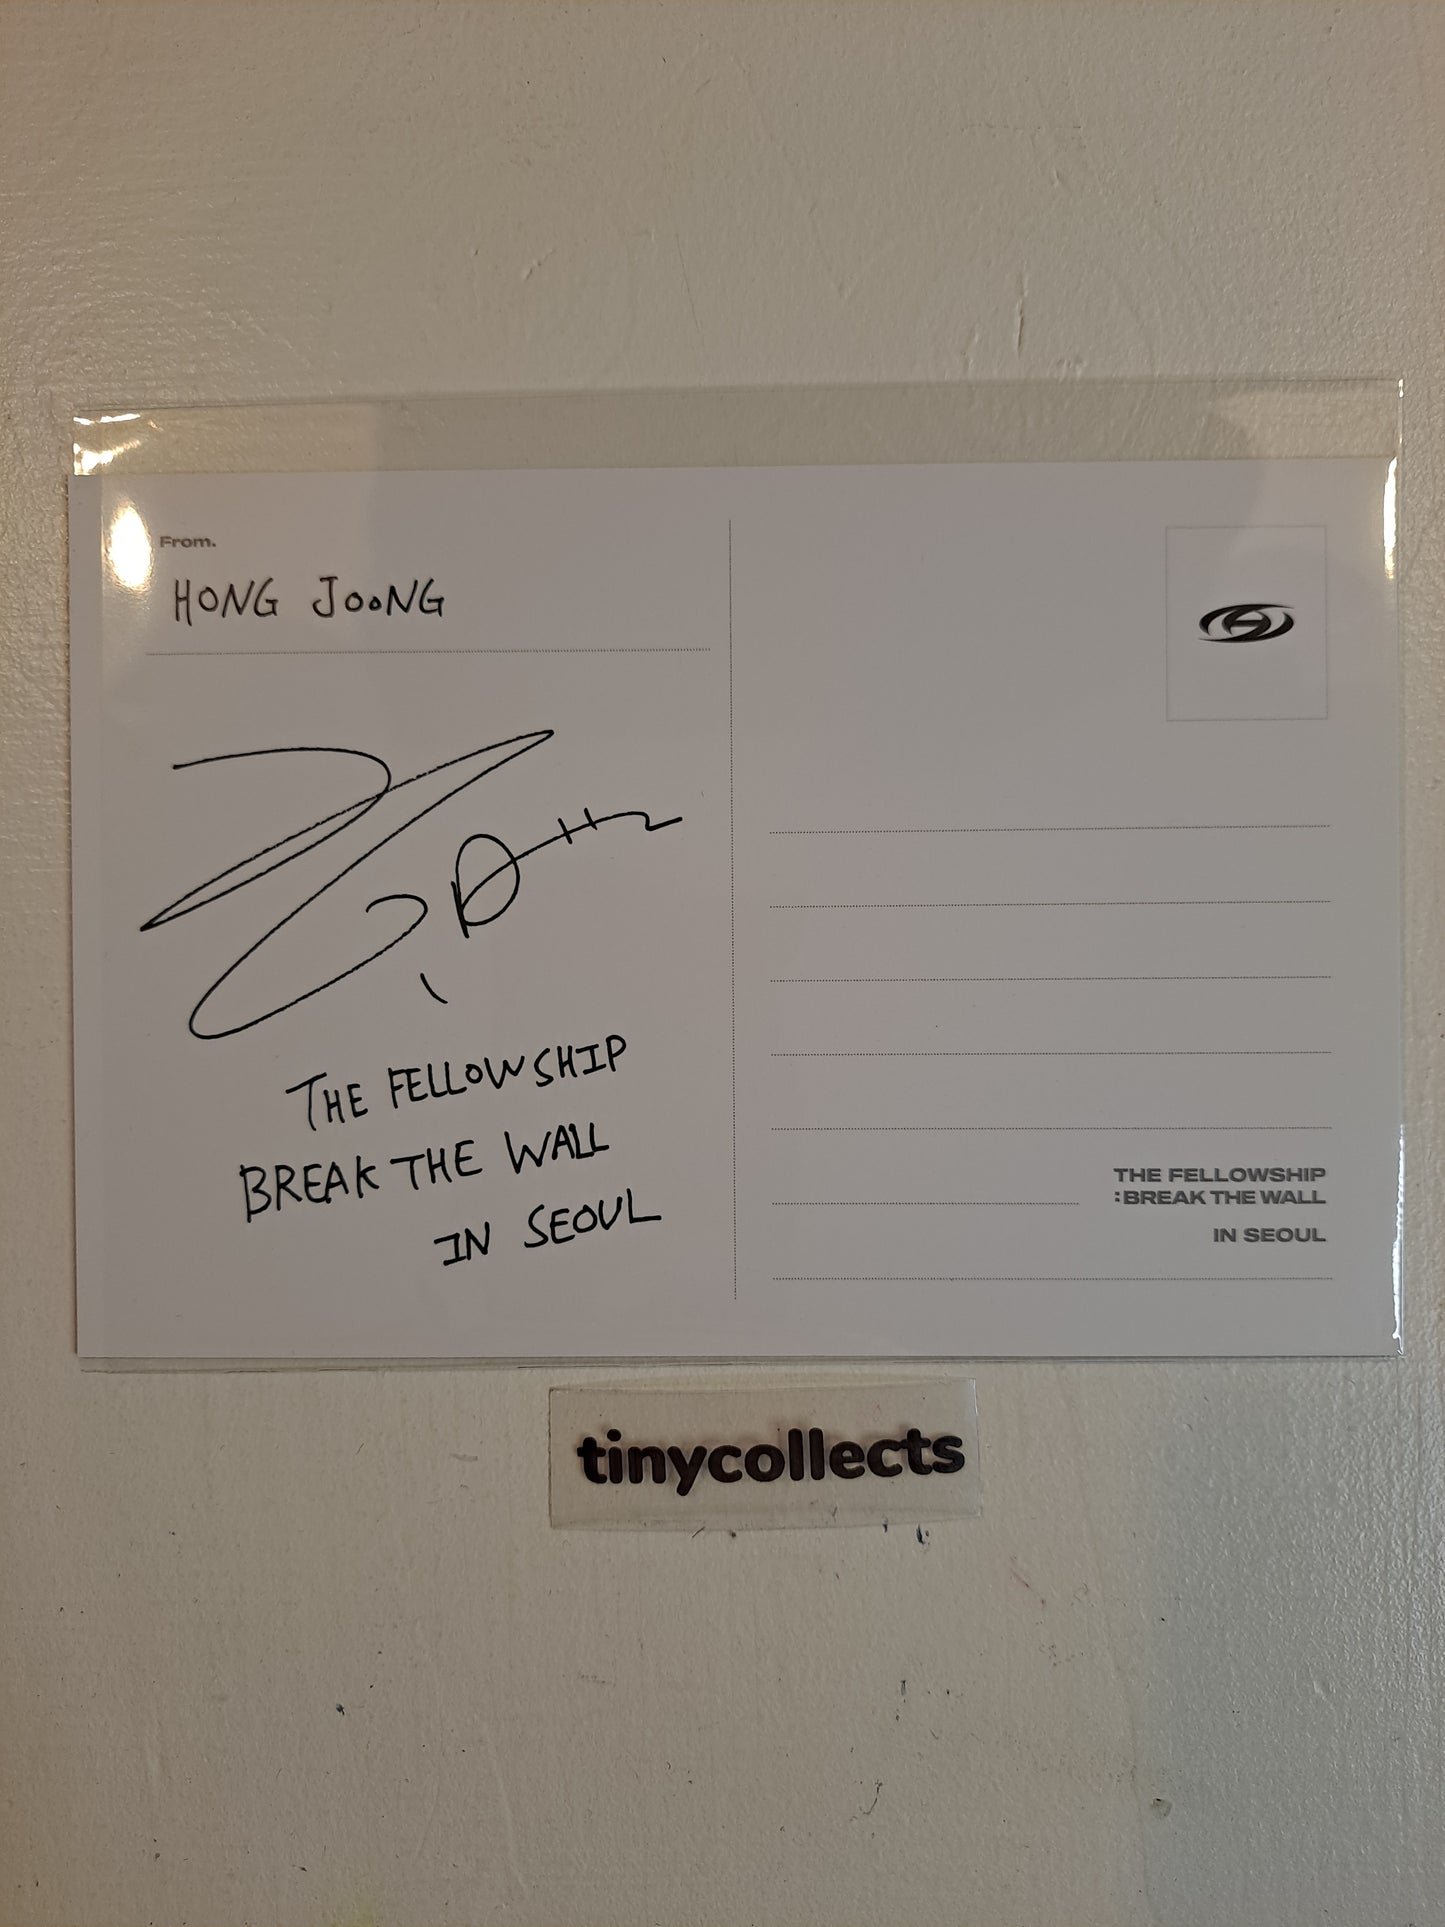 From.
HONG JOONG
THE FELLOWSHIP
BREAK THE WALL
IN SEOUL
THE FELLOWSHIP
:BREAK THE WALL
IN SEOUL
tinycollects